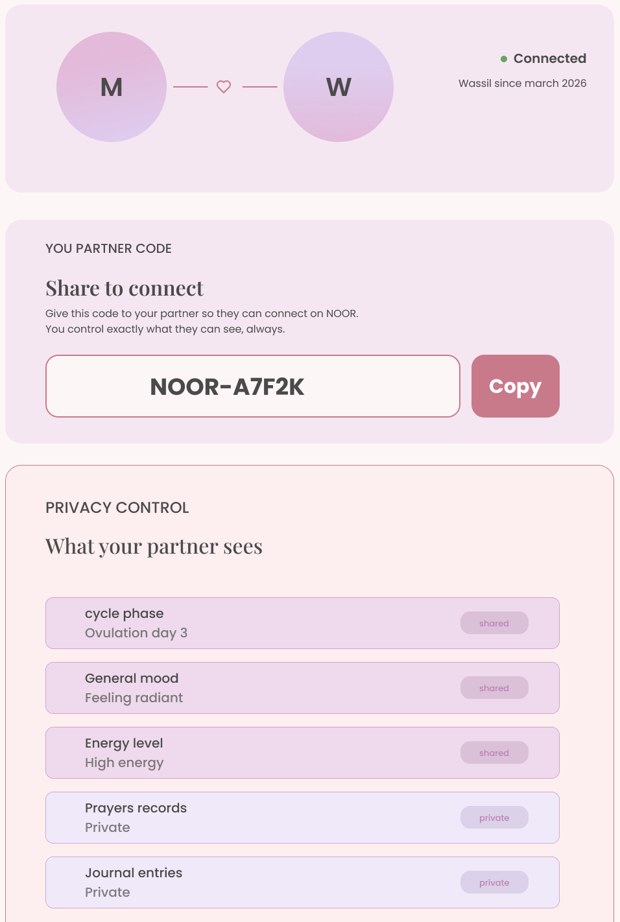 M
W
Connected
Wassil since march 2026
YOU PARTNER CODE
Share to connect
Give this code to your partner so they can connect on NOOR.
You control exactly what they can see, always.
NOOR-A7F2K
Copy
PRIVACY CONTROL
What your partner sees
cycle phase
Ovulation day 3
shared
General mood
Feeling radiant
shared
Energy level
High energy
shared
Prayers records
Private
private
Journal entries
Private
private